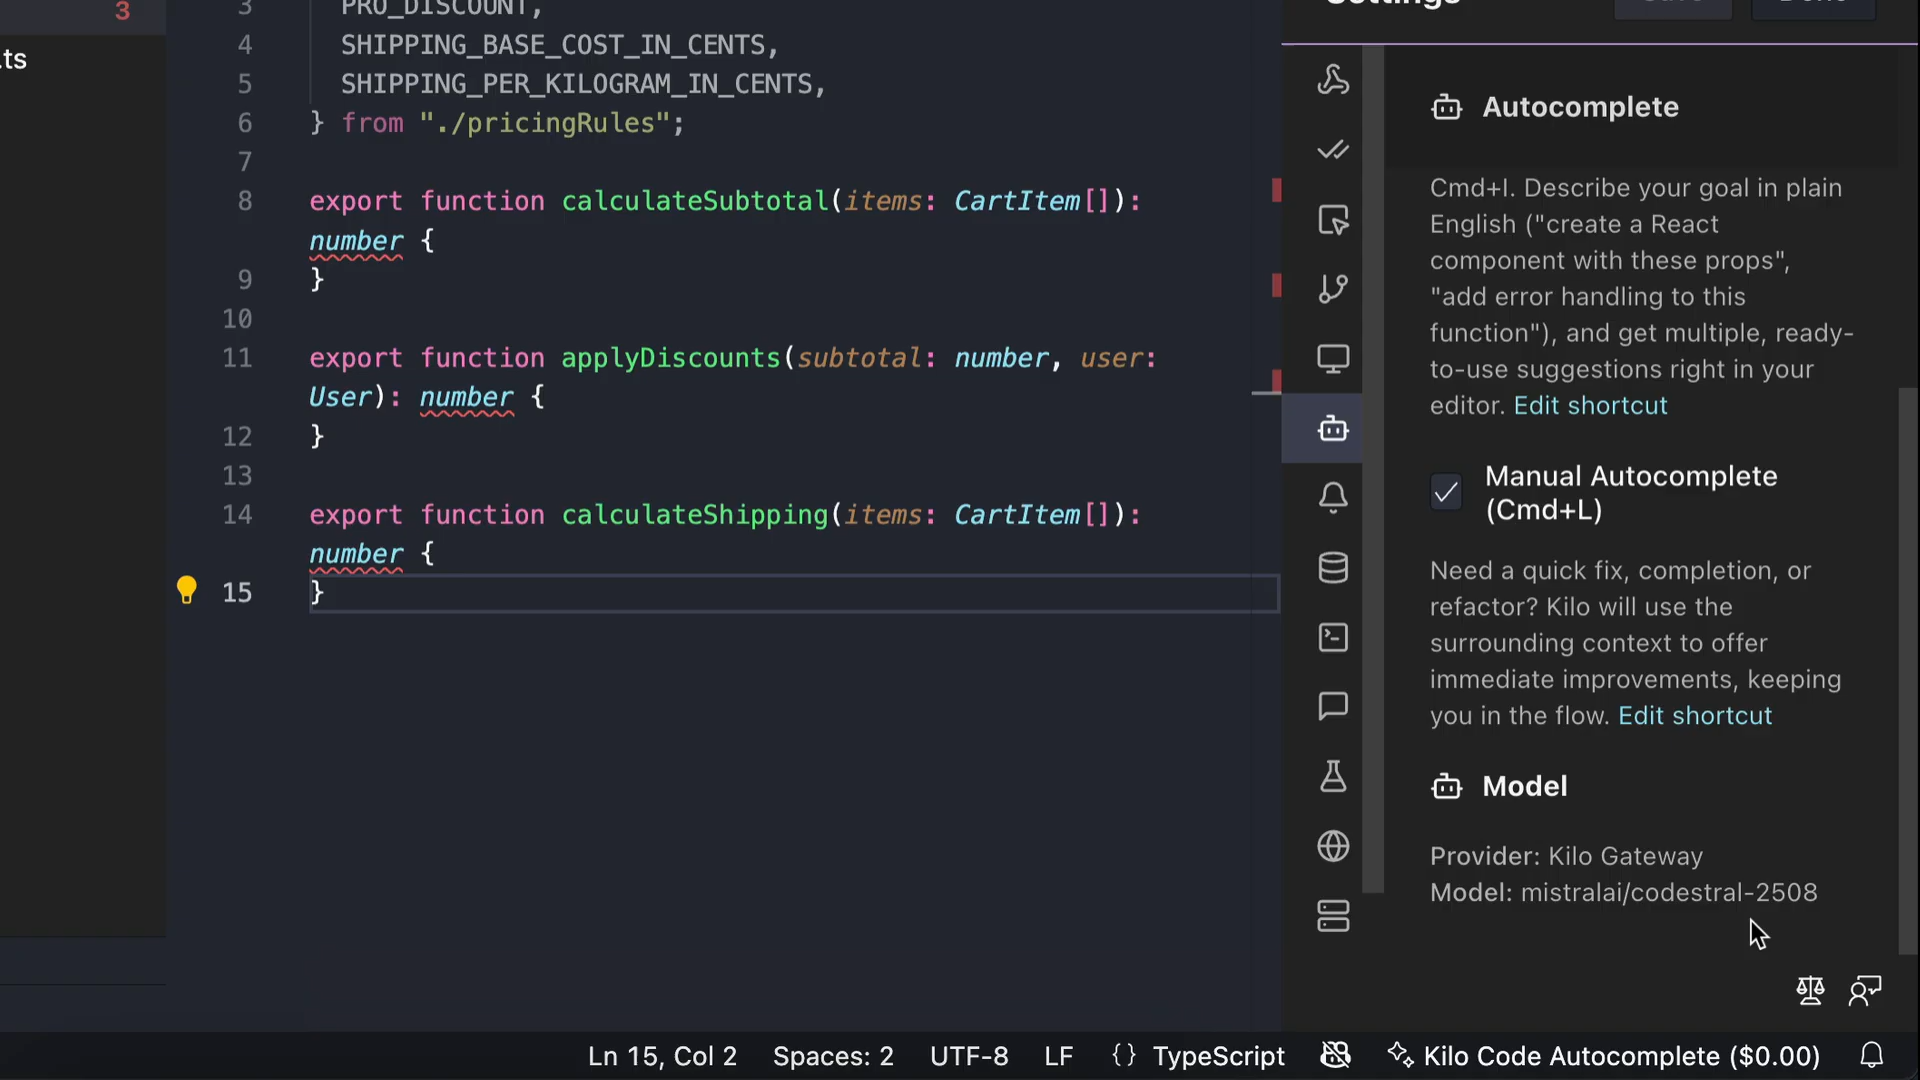 3
.ts
3 PRO_DISCOUNT,
4 SHIPPING_BASE_COST_IN_CENTS,
5 SHIPPING_PER_KILOGRAM_IN_CENTS,
6 } from "./pricingRules";
7
8 export function calculateSubtotal(items: CartItem[]):
number {
9 }
10
11 export function applyDiscounts(subtotal: number, user:
User): number {
12 }
13
14 export function calculateShipping(items: CartItem[]):
number {
15 }
Settings
Save Done
Autocomplete
Cmd+I. Describe your goal in plain
English ("create a React
component with these props",
"add error handling to this
function"), and get multiple, ready-
to-use suggestions right in your
editor. Edit shortcut
Manual Autocomplete
(Cmd+L)
Need a quick fix, completion, or
refactor? Kilo will use the
surrounding context to offer
immediate improvements, keeping
you in the flow. Edit shortcut
Model
Provider: Kilo Gateway
Model: mistralai/codestral-2508
Ln 15, Col 2 Spaces: 2 UTF-8 LF {} TypeScript Kilo Code Autocomplete ($0.00)